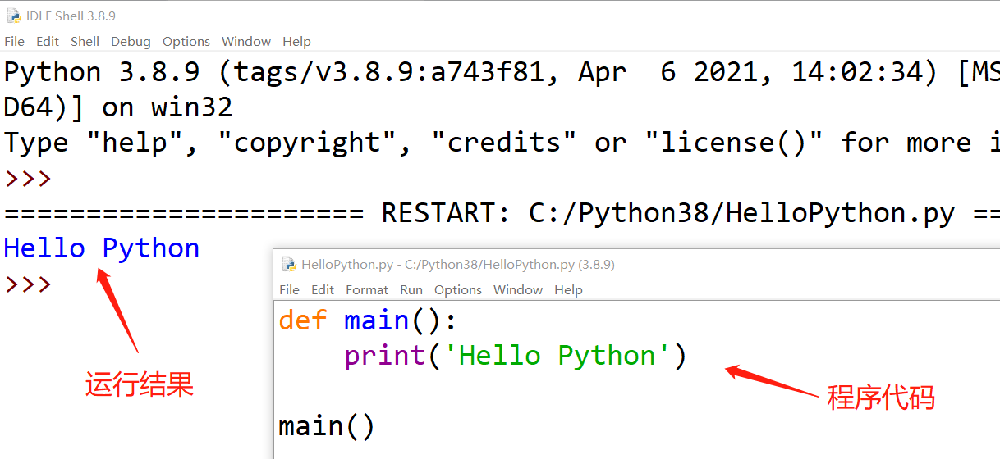 IDLE Shell 3.8.9
File Edit Shell Debug Options Window Help
Python 3.8.9 (tags/v3.8.9:a743f81, Apr  6 2021, 14:02:34) [MS
D64)] on win32
Type "help", "copyright", "credits" or "license()" for more i
>>>
====================== RESTART: C:/Python38/HelloPython.py ==
Hello Python
>>>
运行结果
HelloPython.py - C:/Python38/HelloPython.py (3.8.9)
File Edit Format Run Options Window Help
def main():
    print('Hello Python')
程序代码
main()